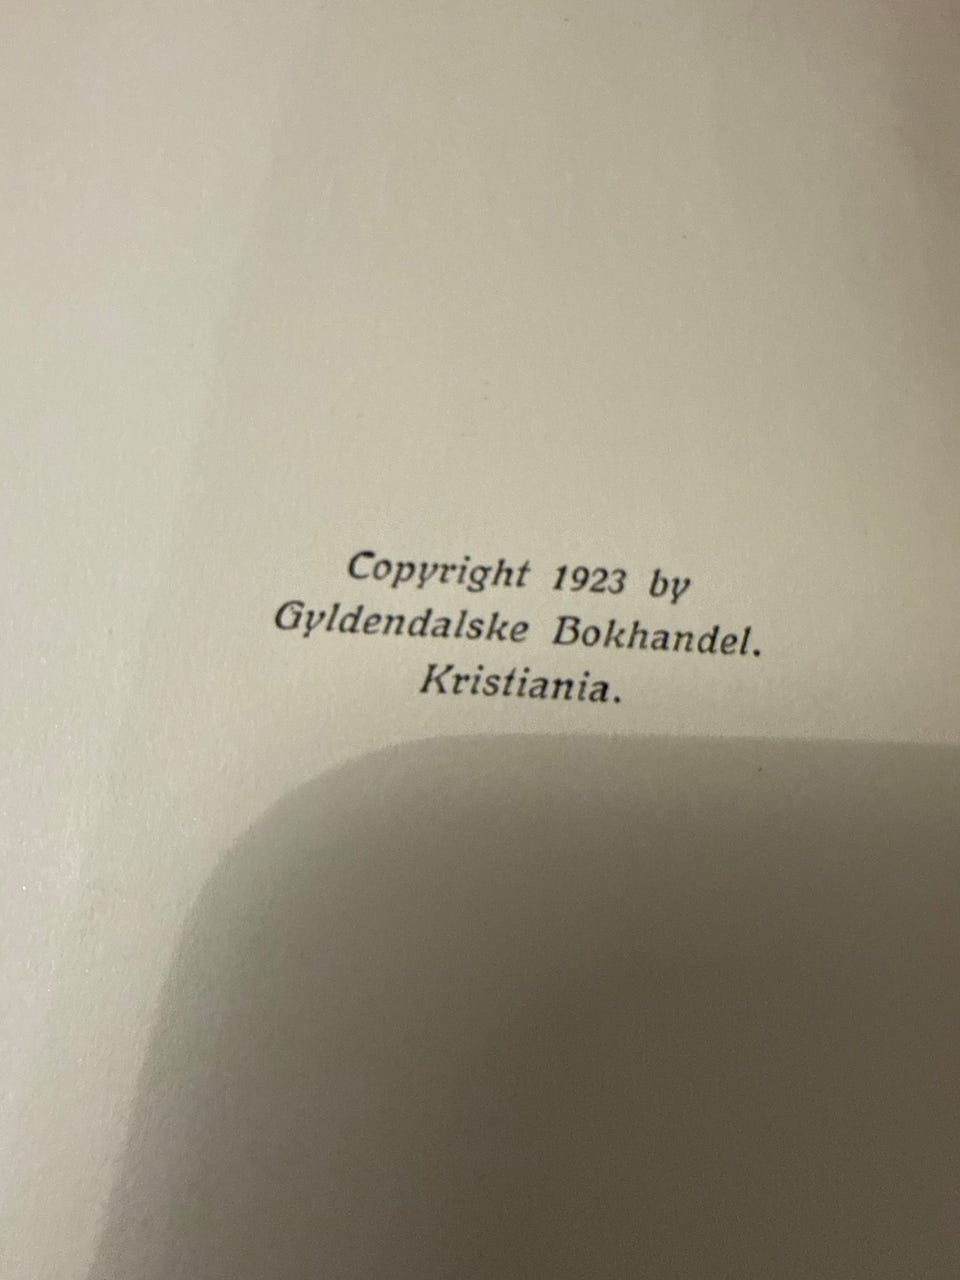 Copyright 1923 by
Gyldendalske Bokhandel.
Kristiania.